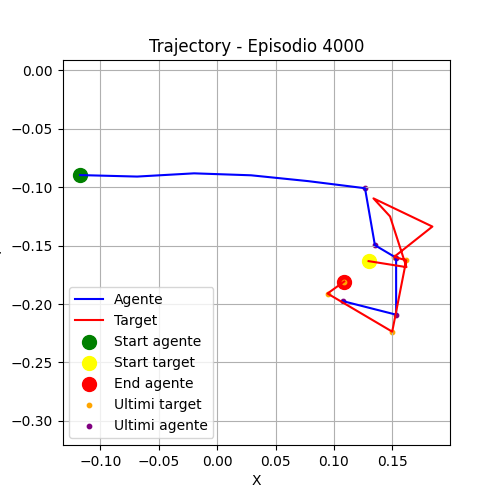 Trajectory - Episodio 4000
0.00
−0.05
−0.10
−0.15
−0.20
−0.25
−0.30
Agente
Target
Start agente
Start target
End agente
Ultimi target
Ultimi agente
−0.10
−0.05
0.00
0.05
0.10
0.15
X